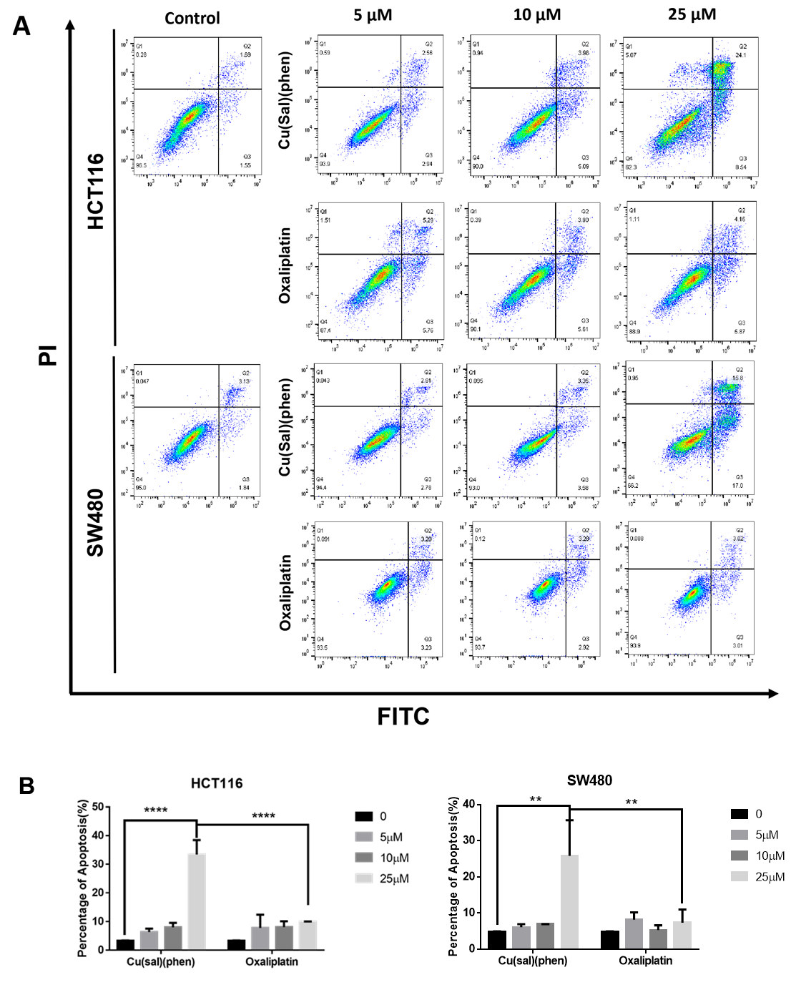 A
Control
5 µM
10 µM
25 µM
PI
HCT116
Cu(Sal)(phen)
Q1
0.28
Q2
1.69
Q4
96.5
Q3
1.55
Q1
0.59
Q2
2.56
Q4
93.9
Q3
2.94
Q1
0.94
Q2
3.98
Q4
90.0
Q3
5.09
Q1
5.07
Q2
24.1
Q4
62.3
Q3
8.54
Oxaliplatin
Q1
1.51
Q2
5.29
Q4
87.4
Q3
5.76
Q1
0.39
Q2
3.90
Q4
90.1
Q3
5.61
Q1
1.11
Q2
4.16
Q4
88.9
Q3
5.87
SW480
Cu(Sal)(phen)
Q1
0.047
Q2
3.13
Q4
95.0
Q3
1.84
Q1
0.043
Q2
2.81
Q4
94.4
Q3
2.78
Q1
0.095
Q2
3.35
Q4
93.0
Q3
3.58
Q1
0.95
Q2
15.8
Q4
66.2
Q3
17.0
Oxaliplatin
Q1
0.091
Q2
3.20
Q4
93.5
Q3
3.23
Q1
0.12
Q2
3.28
Q4
93.7
Q3
2.92
Q1
0.088
Q2
3.02
Q4
93.9
Q3
3.01
FITC
B
HCT116
Percentage of Apoptosis(%)
50
40
30
20
10
0
****
****
Cu(sal)(phen)
Oxaliplatin
0
5µM
10µM
25µM
SW480
Percentage of Apoptosis(%)
40
30
20
10
0
**
**
Cu(sal)(phen)
Oxaliplatin
0
5µM
10µM
25µM